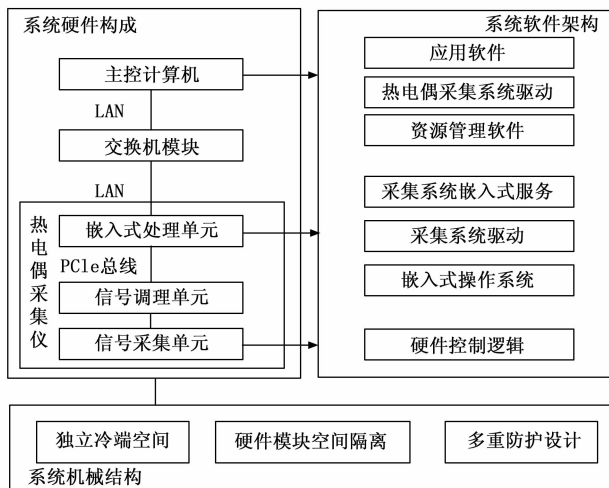 系统硬件构成
主控计算机
LAN
交换机模块
LAN
热电偶采集仪
嵌入式处理单元
PCle总线
信号调理单元
信号采集单元
系统软件架构
应用软件
热电偶采集系统驱动
资源管理软件
采集系统嵌入式服务
采集系统驱动
嵌入式操作系统
硬件控制逻辑
独立冷端空间
硬件模块空间隔离
多重防护设计
系统机械结构